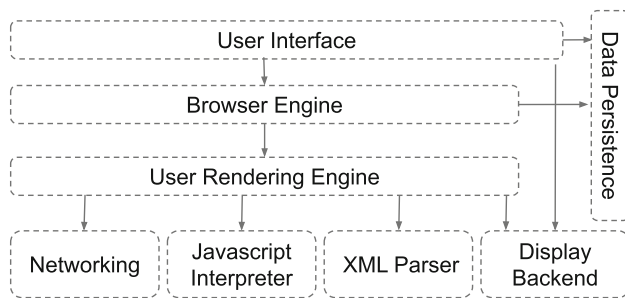 User Interface
Data Persistence
Browser Engine
User Rendering Engine
Networking
Javascript
Interpreter
XML Parser
Display
Backend